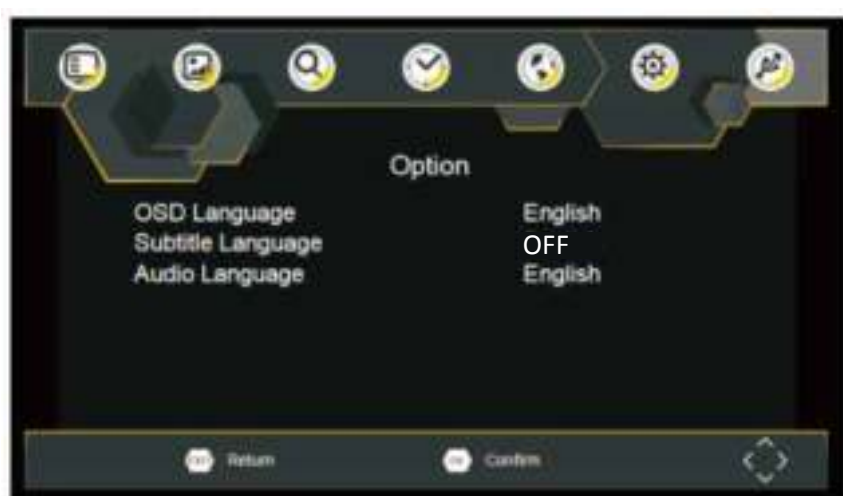 Option
OSD Language English
Subtitle Language OFF
Audio Language English
Return Confirm